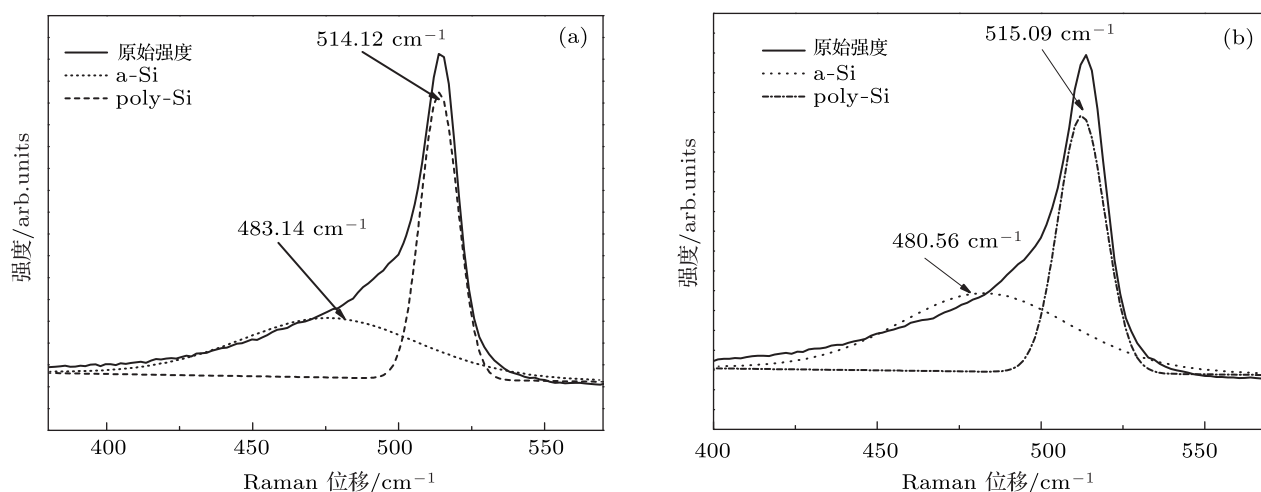 (a)
514.12 cm⁻¹
原始强度
a-Si
poly-Si
483.14 cm⁻¹
强度/arb.units
400 450 500 550
Raman 位移/cm⁻¹
(b)
515.09 cm⁻¹
原始强度
a-Si
poly-Si
480.56 cm⁻¹
强度/arb.units
400 450 500 550
Raman 位移/cm⁻¹